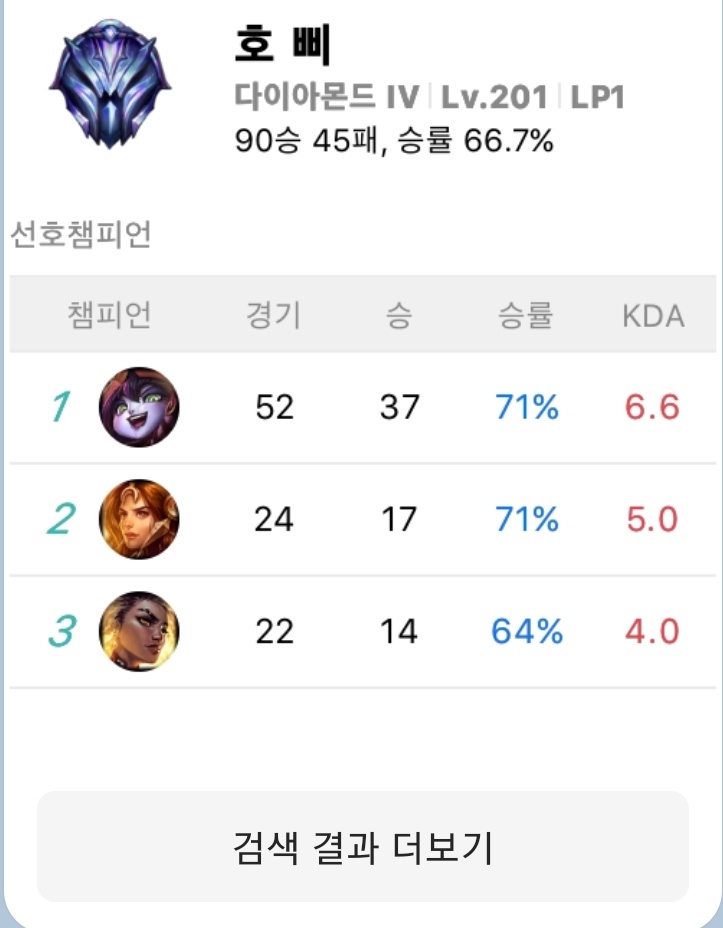 호 삐
다이아몬드 IV | Lv.201 | LP1
90승 45패, 승률 66.7%
선호챔피언
챔피언 경기 승 승률 KDA
1 52 37 71% 6.6
2 24 17 71% 5.0
3 22 14 64% 4.0
검색 결과 더보기